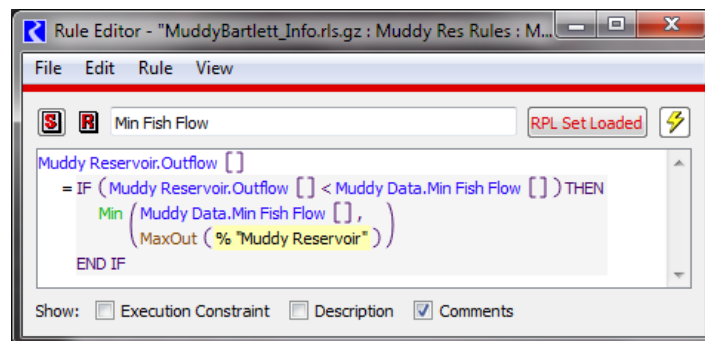 Rule Editor - "MuddyBartlett_Info.rls.gz : Muddy Res Rules : M...
File Edit Rule View
S R Min Fish Flow RPL Set Loaded
Muddy Reservoir.Outflow []
= IF ( Muddy Reservoir.Outflow [] < Muddy Data.Min Fish Flow [] ) THEN
Min ( Muddy Data.Min Fish Flow [] ,
MaxOut ( % "Muddy Reservoir" ) )
END IF
Show: Execution Constraint Description Comments